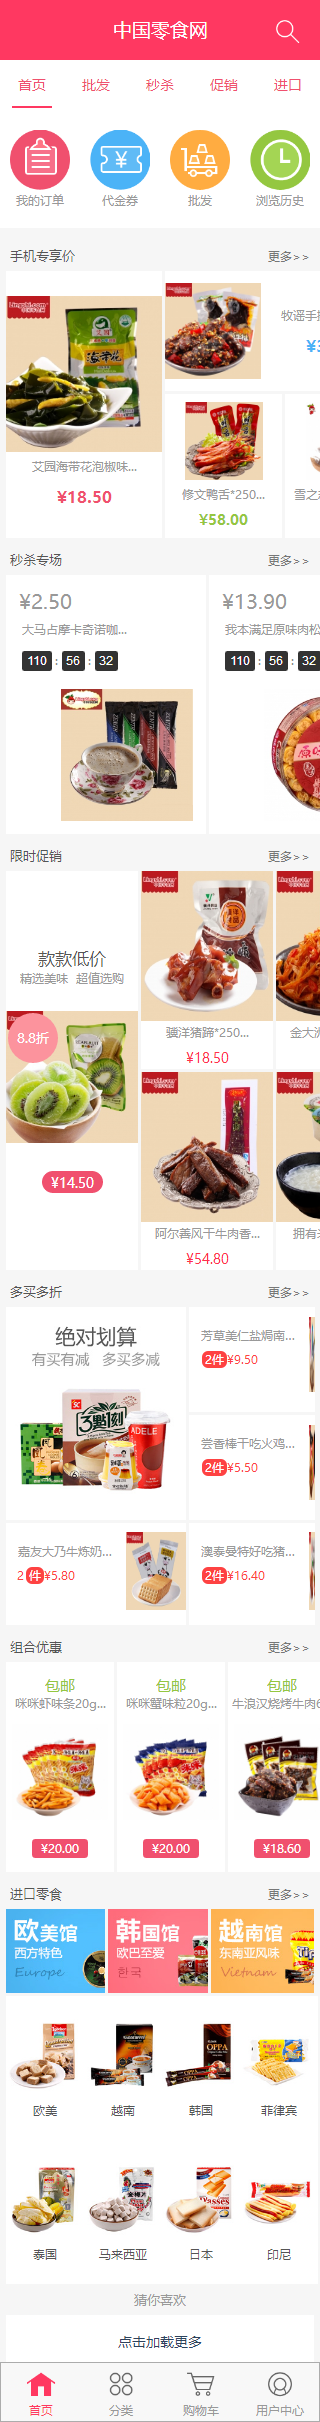 中国零食网
首页 批发 秒杀 促销 进口
我的订单 代金券 批发 浏览历史
手机专享价 更多>>
艾园海带花泡椒味...
¥18.50
牧谣手撕
修文鸭舌*250...
¥58.00
雪之
秒杀专场 更多>>
¥2.50
大马占摩卡奇诺咖...
110 : 56 : 32
¥13.90
我本满足原味肉松
110 : 56 : 32
限时促销 更多>>
款款低价
精选美味 超值选购
8.8折
¥14.50
骥洋猪蹄*250...
¥18.50
金大洲
阿尔善风干牛肉香...
¥54.80
拥有
多买多折 更多>>
绝对划算
有买有减 多买多减
3點1刻
ADELE
芳草美仁盐焗南...
2件¥9.50
尝香棒干吃火鸡...
2件¥5.50
嘉友大乃牛炼奶...
2件¥5.80
澳泰曼特好吃猪...
2件¥16.40
组合优惠 更多>>
包邮
咪咪虾味条20g...
¥20.00
包邮
咪咪蟹味粒20g...
¥20.00
包邮
牛浪汉烧烤牛肉6
¥18.60
进口零食 更多>>
欧美馆
西方特色
Europe
韩国馆
欧巴至爱
한국
越南馆
东南亚风味
Vietnam
欧美 越南 韩国 菲律宾
泰国 马来西亚 日本 印尼
猜你喜欢
点击加载更多
首页 分类 购物车 用户中心